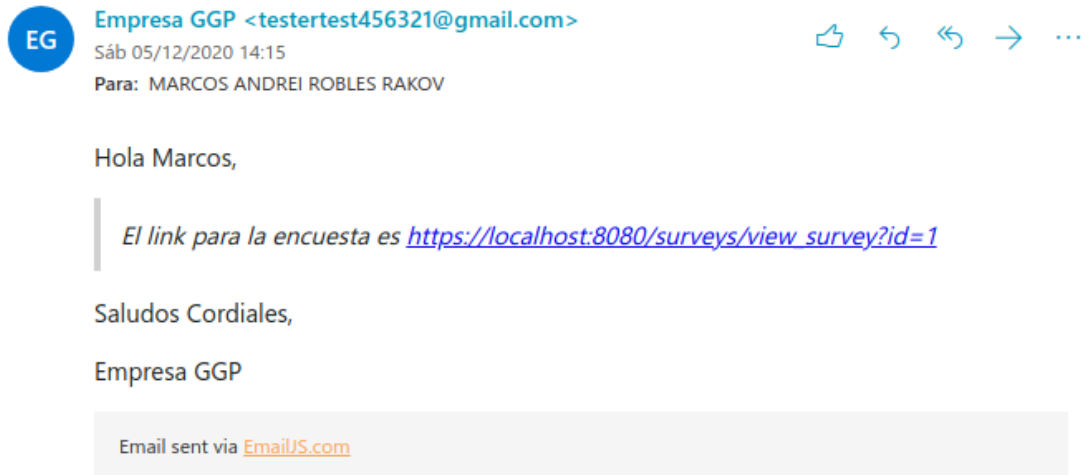 EG
Empresa GGP <testertest456321@gmail.com>
Sáb 05/12/2020 14:15
Para: MARCOS ANDREI ROBLES RAKOV
Hola Marcos,
El link para la encuesta es https://localhost:8080/surveys/view_survey?id=1
Saludos Cordiales,
Empresa GGP
Email sent via EmailJS.com